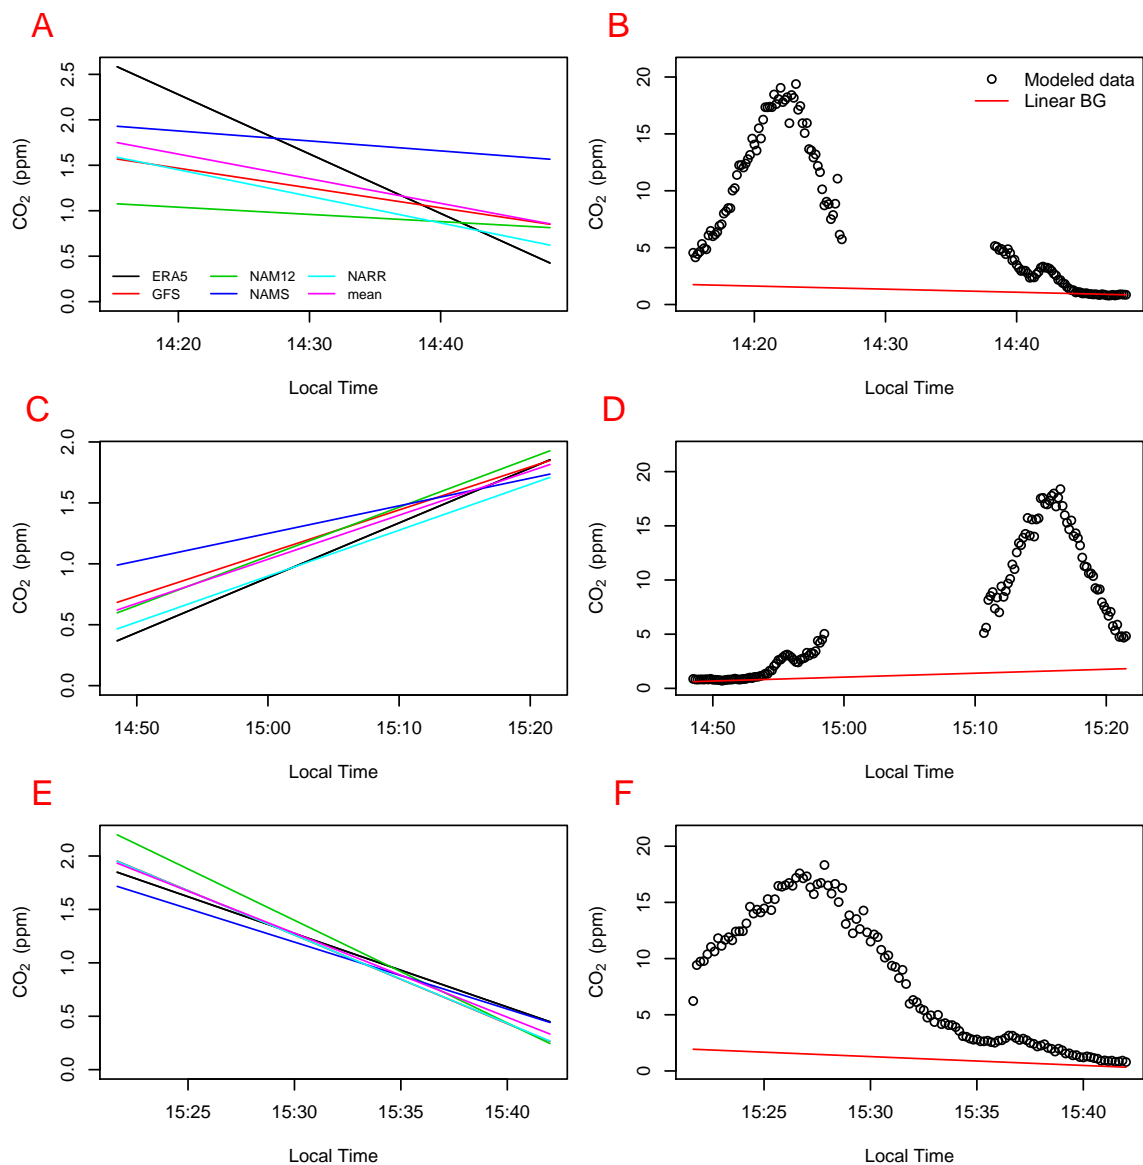 A
CO2 (ppm)
2.5
2.0
1.5
1.0
0.5
0.0
ERA5 NAM12 NARR
GFS NAMS mean
14:20 14:30 14:40
Local Time
B
CO2 (ppm)
20
15
10
5
0
Modeled data
Linear BG
14:20 14:30 14:40
Local Time
C
CO2 (ppm)
2.0
1.5
1.0
0.5
0.0
14:50 15:00 15:10 15:20
Local Time
D
CO2 (ppm)
20
15
10
5
0
14:50 15:00 15:10 15:20
Local Time
E
CO2 (ppm)
2.0
1.5
1.0
0.5
0.0
15:25 15:30 15:35 15:40
Local Time
F
CO2 (ppm)
20
15
10
5
0
15:25 15:30 15:35 15:40
Local Time